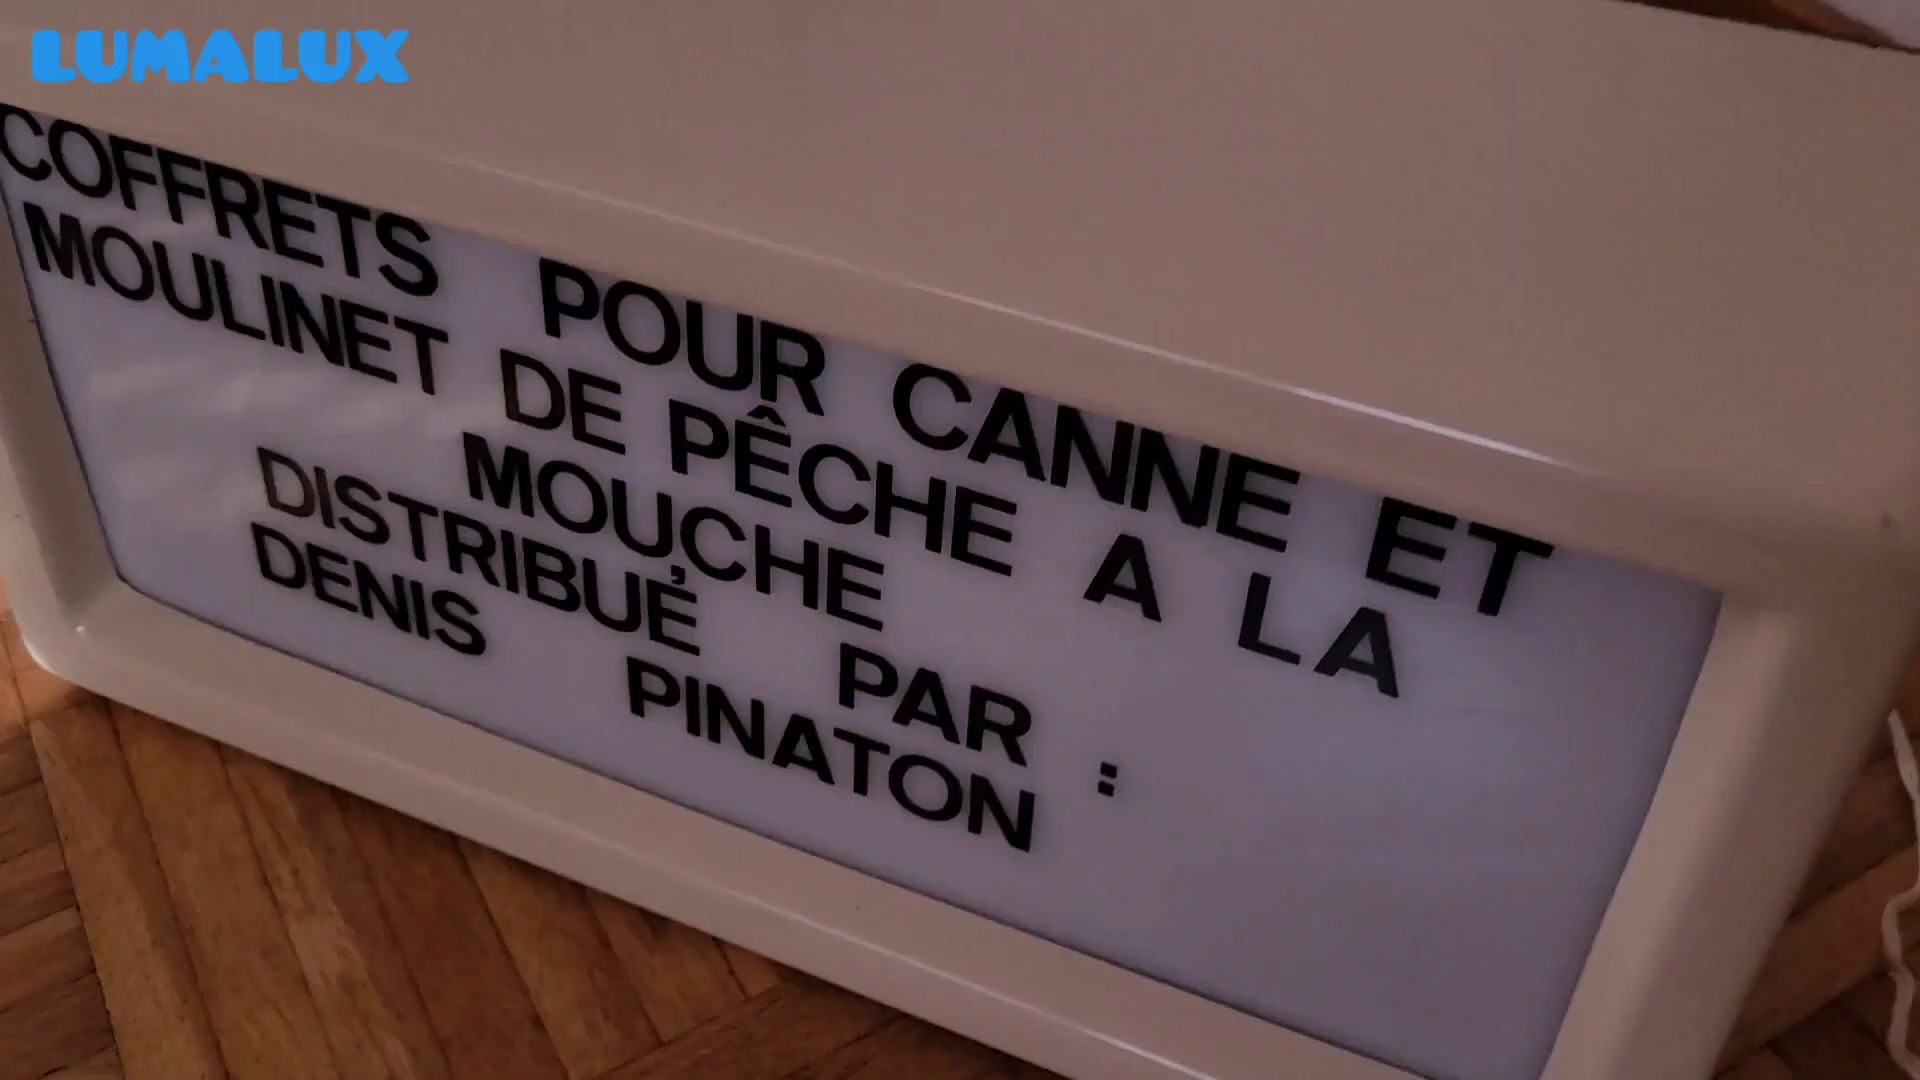 LUMALUX
COFFRETS POUR CANNE ET
MOULINET DE PÊCHE A LA
MOUCHE
DISTRIBUÉ PAR :
DENIS PINATON